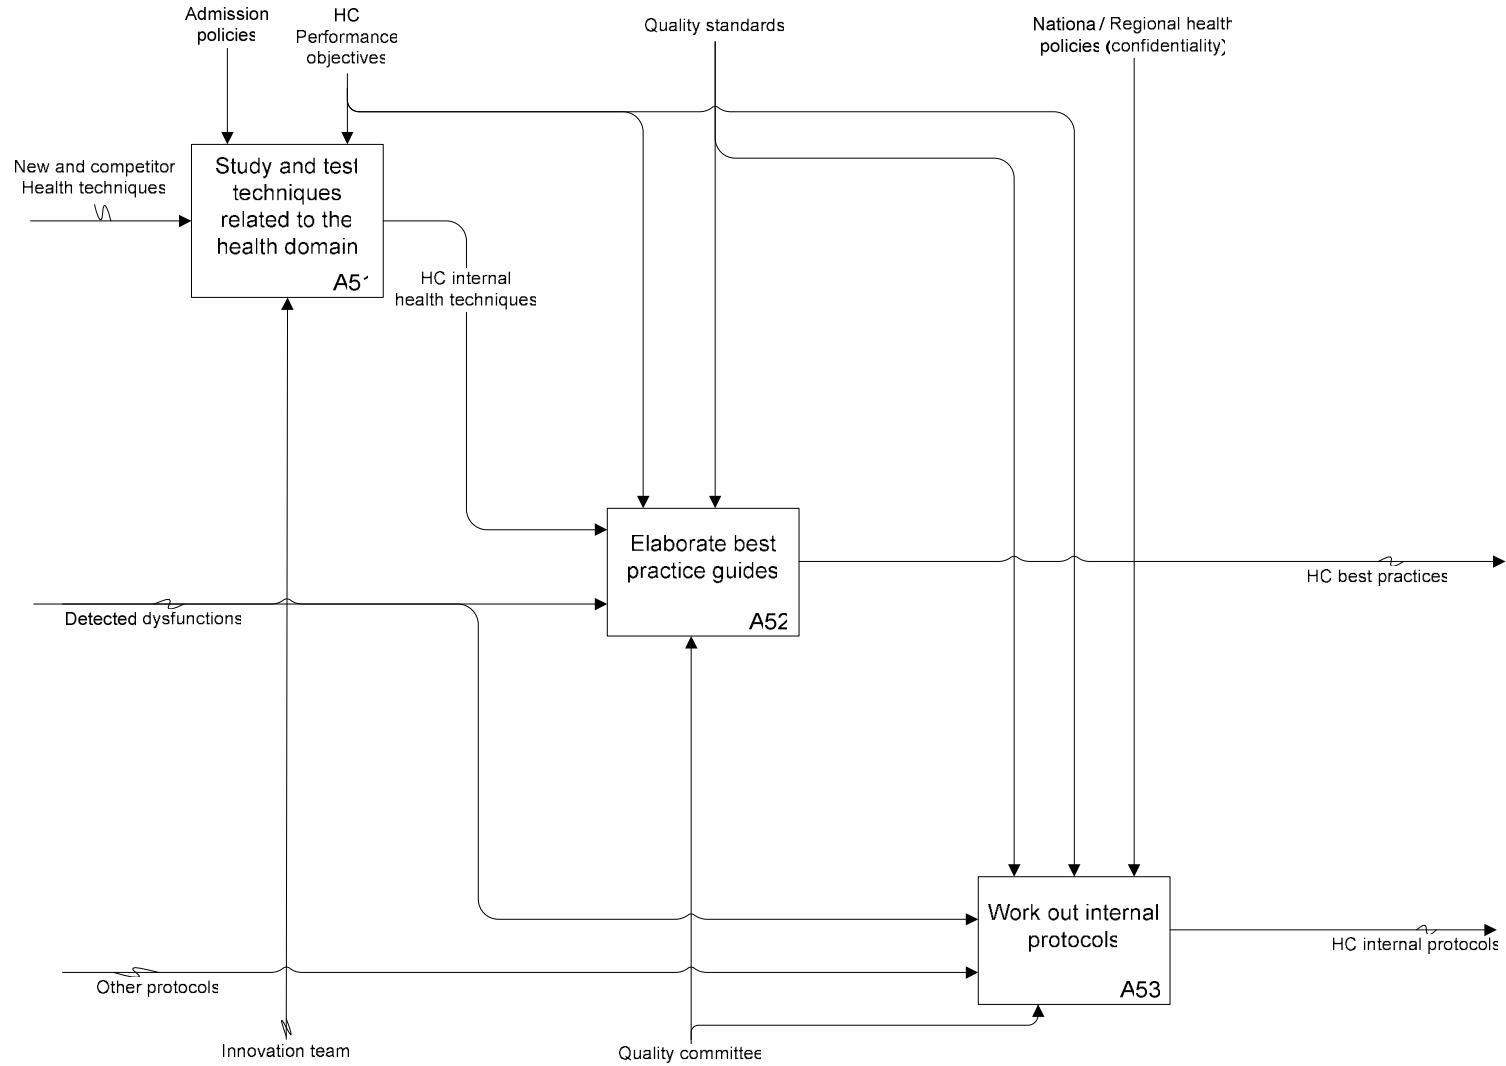 Admission
policies
HC
Performance
objectives
Quality standards
Nationa / Regional health
policies (confidentiality)
New and competitor
Health techniques
Study and test
techniques
related to the
health domain
A51
HC internal
health techniques
Elaborate best
practice guides
A52
HC best practices
Detected dysfunctions
Work out internal
protocols
A53
HC internal protocols
Other protocols
Innovation team
Quality committee